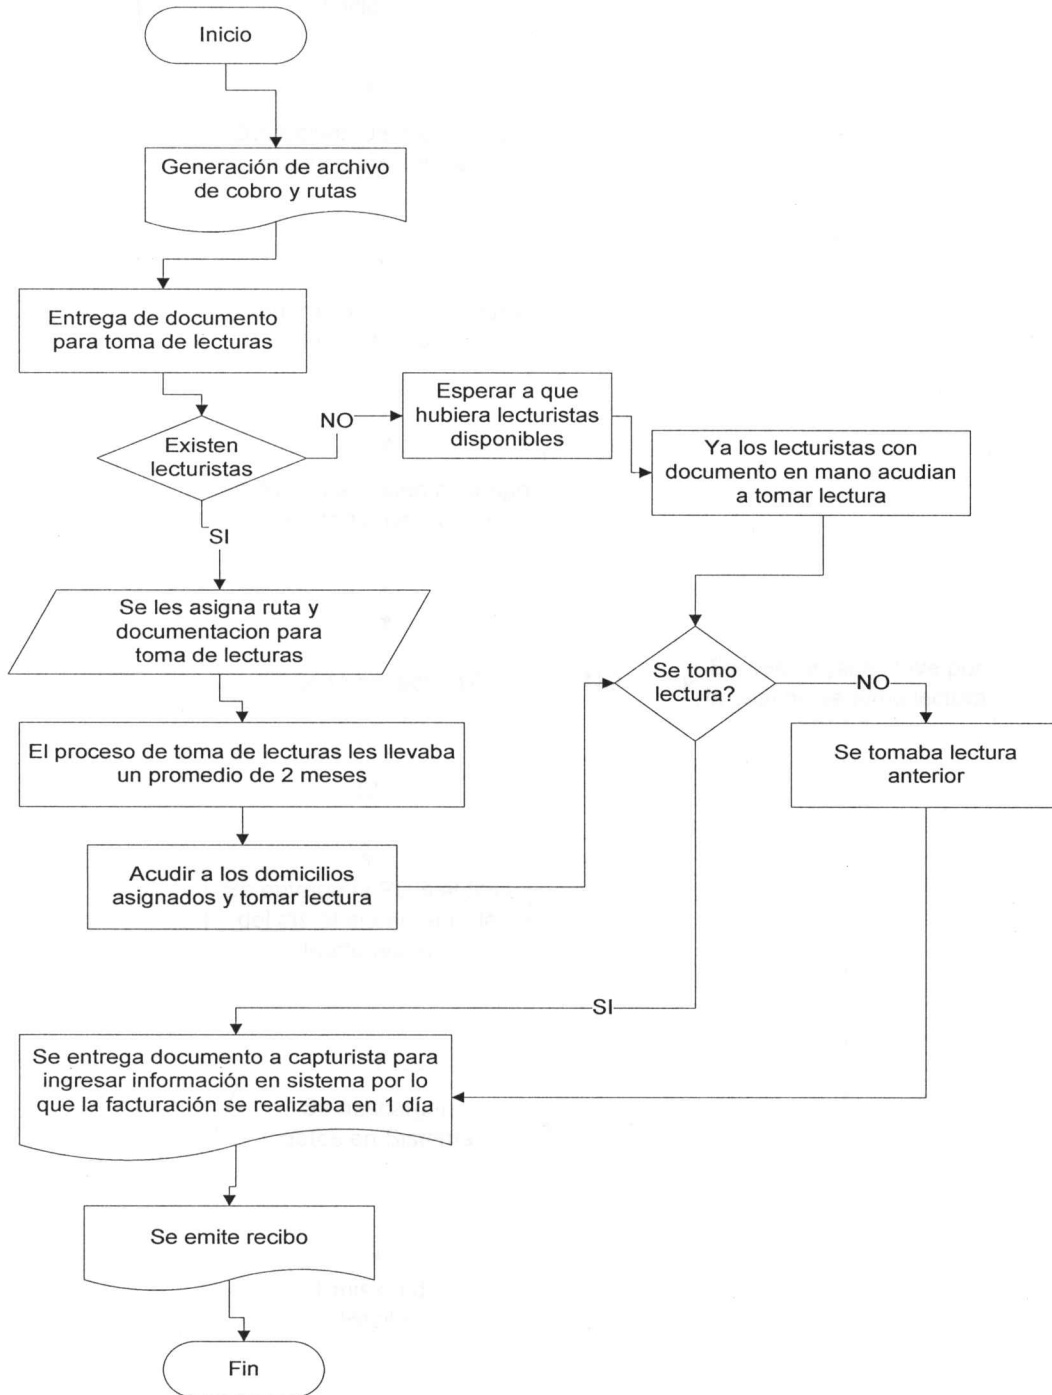 Inicio
Generación de archivo
de cobro y rutas
Entrega de documento
para toma de lecturas
Existen
lecturistas
NO
Esperar a que
hubiera lecturistas
disponibles
Ya los lecturistas con
documento en mano acudian
a tomar lectura
SI
Se les asigna ruta y
documentacion para
toma de lecturas
Se tomo
lectura?
NO
El proceso de toma de lecturas les llevaba
un promedio de 2 meses
Se tomaba lectura
anterior
Acudir a los domicilios
asignados y tomar lectura
SI
Se entrega documento a capturista para
ingresar información en sistema por lo
que la facturación se realizaba en 1 día
Se emite recibo
Fin